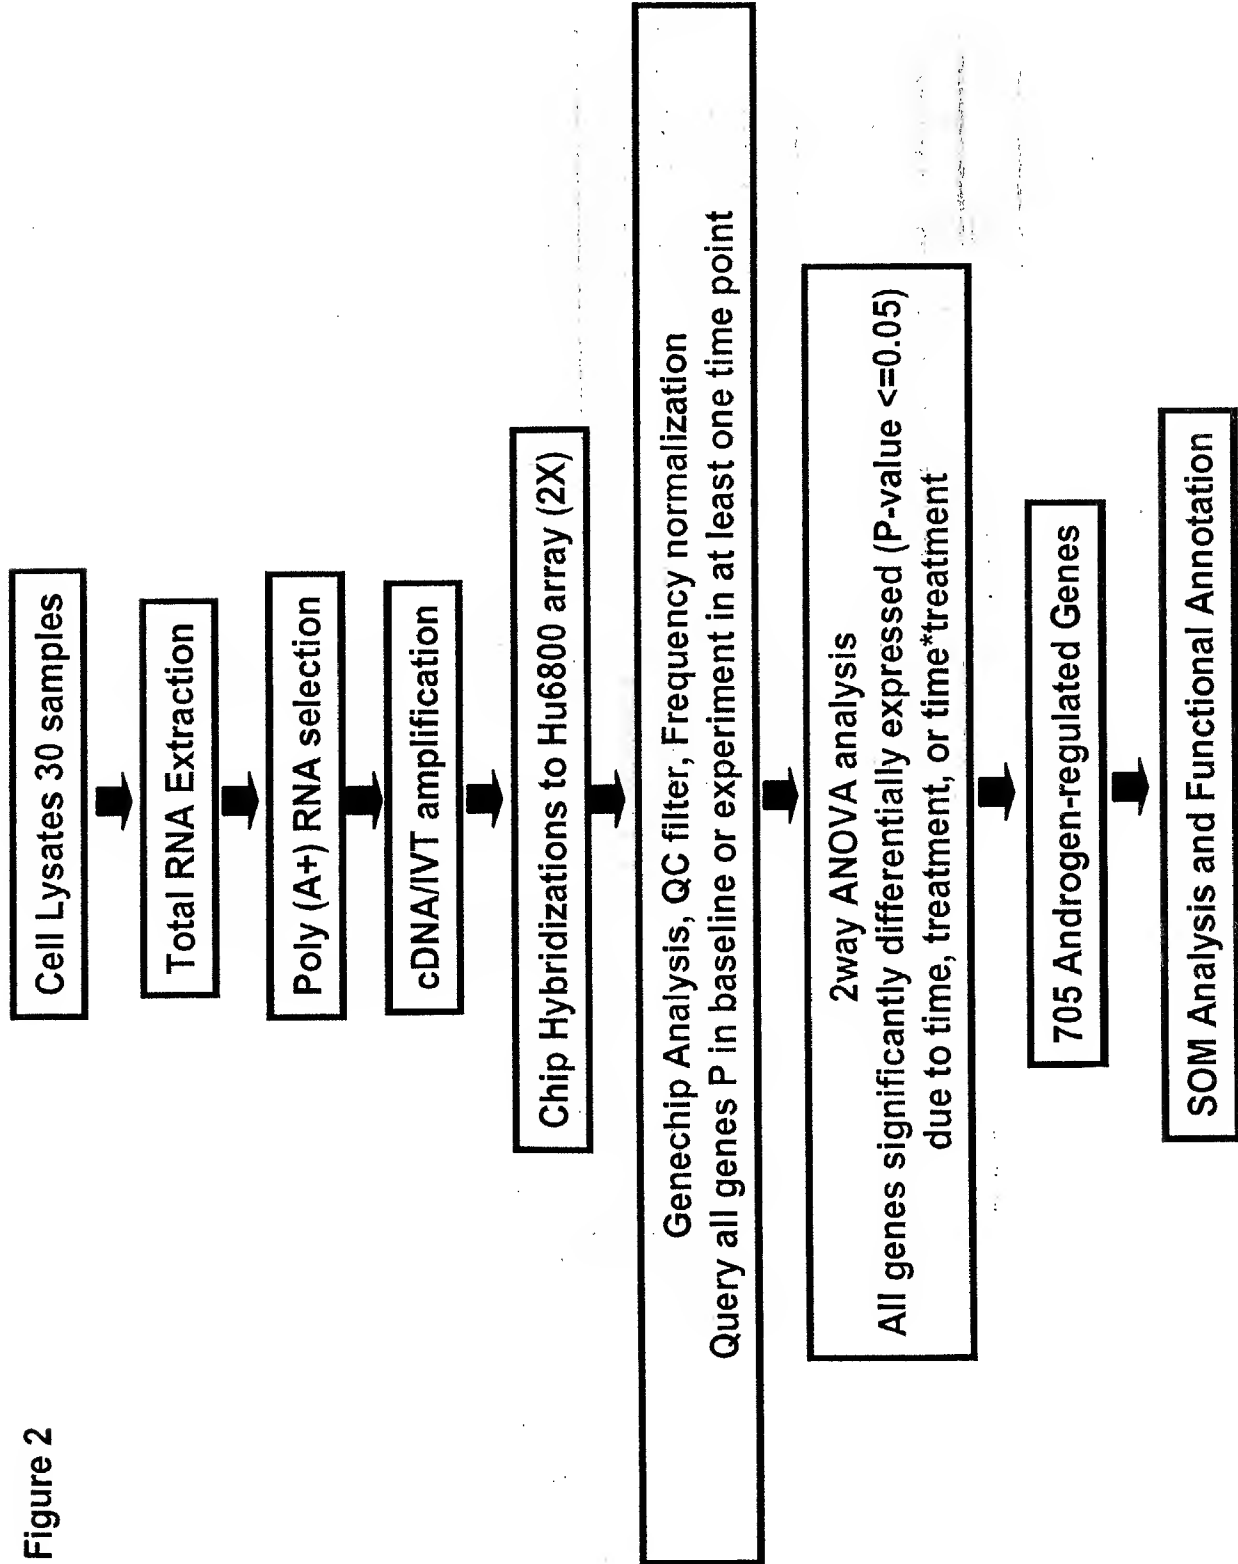 Figure 2
Cell Lysates 30 samples
Total RNA Extraction
Poly (A+) RNA selection
cDNA/IVT amplification
Chip Hybridizations to Hu6800 array (2X)
Genechip Analysis, QC filter, Frequency normalization
Query all genes P in baseline or experiment in at least one time point
2way ANOVA analysis
All genes significantly differentially expressed (P-value <=0.05)
due to time, treatment, or time*treatment
705 Androgen-regulated Genes
SOM Analysis and Functional Annotation